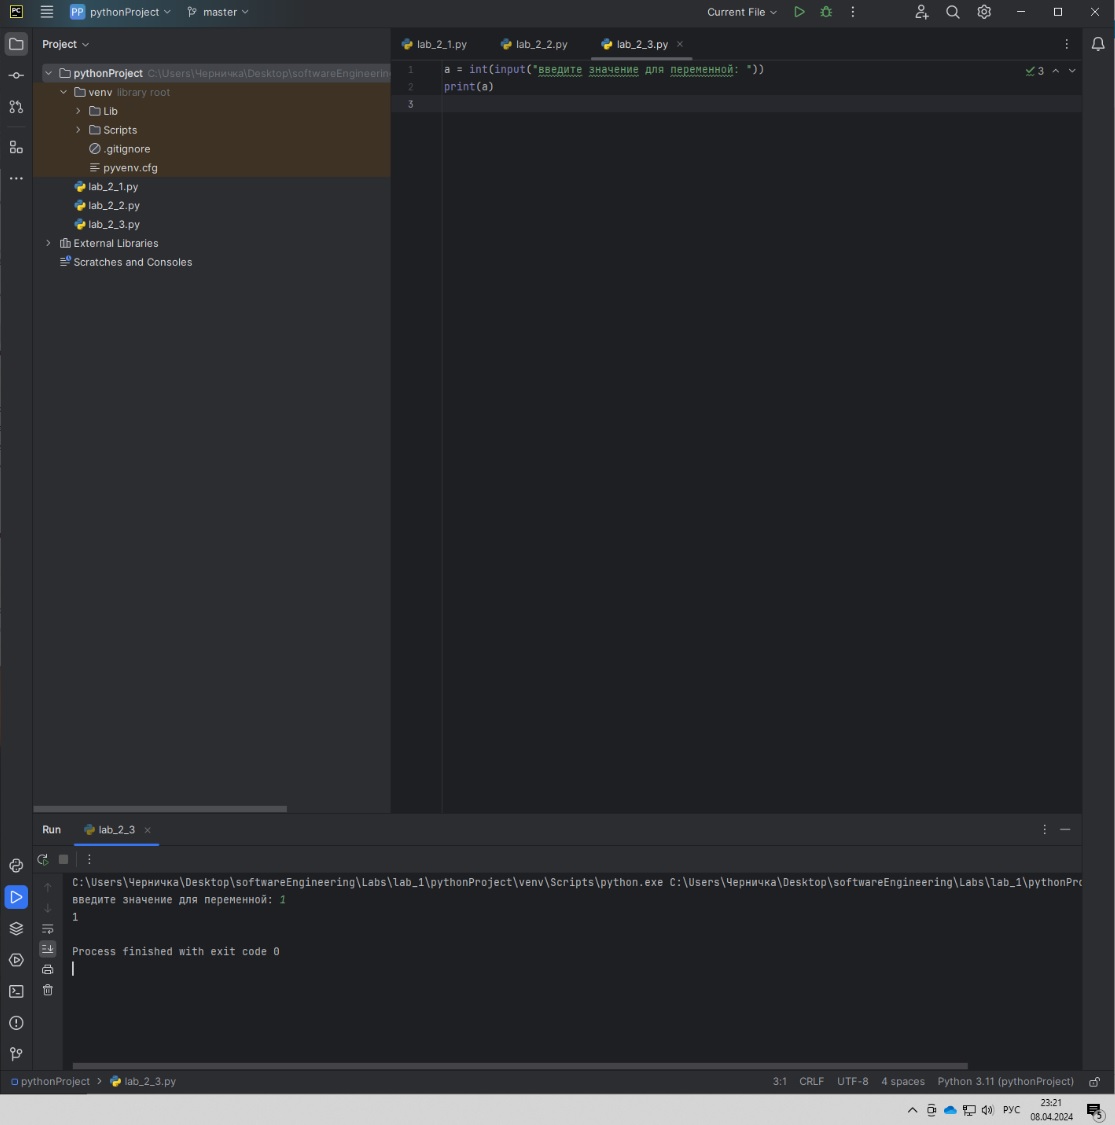 PC PP pythonProject master Current File
Project
lab_2_1.py lab_2_2.py lab_2_3.py
pythonProject C:\Users\Черничка\Desktop\softwareEngineerin
venv library root
Lib
Scripts
.gitignore
pyvenv.cfg
lab_2_1.py
lab_2_2.py
lab_2_3.py
External Libraries
Scratches and Consoles
1 a = int(input("введите значение для переменной: "))
2 print(a)
3
3
Run lab_2_3
C:\Users\Черничка\Desktop\softwareEngineering\Labs\lab_1\pythonProject\venv\Scripts\python.exe C:\Users\Черничка\Desktop\softwareEngineering\Labs\lab_1\pythonPro
введите значение для переменной: 1
1
Process finished with exit code 0
pythonProject > lab_2_3.py 3:1 CRLF UTF-8 4 spaces Python 3.11 (pythonProject)
РУС 23:21
08.04.2024
5